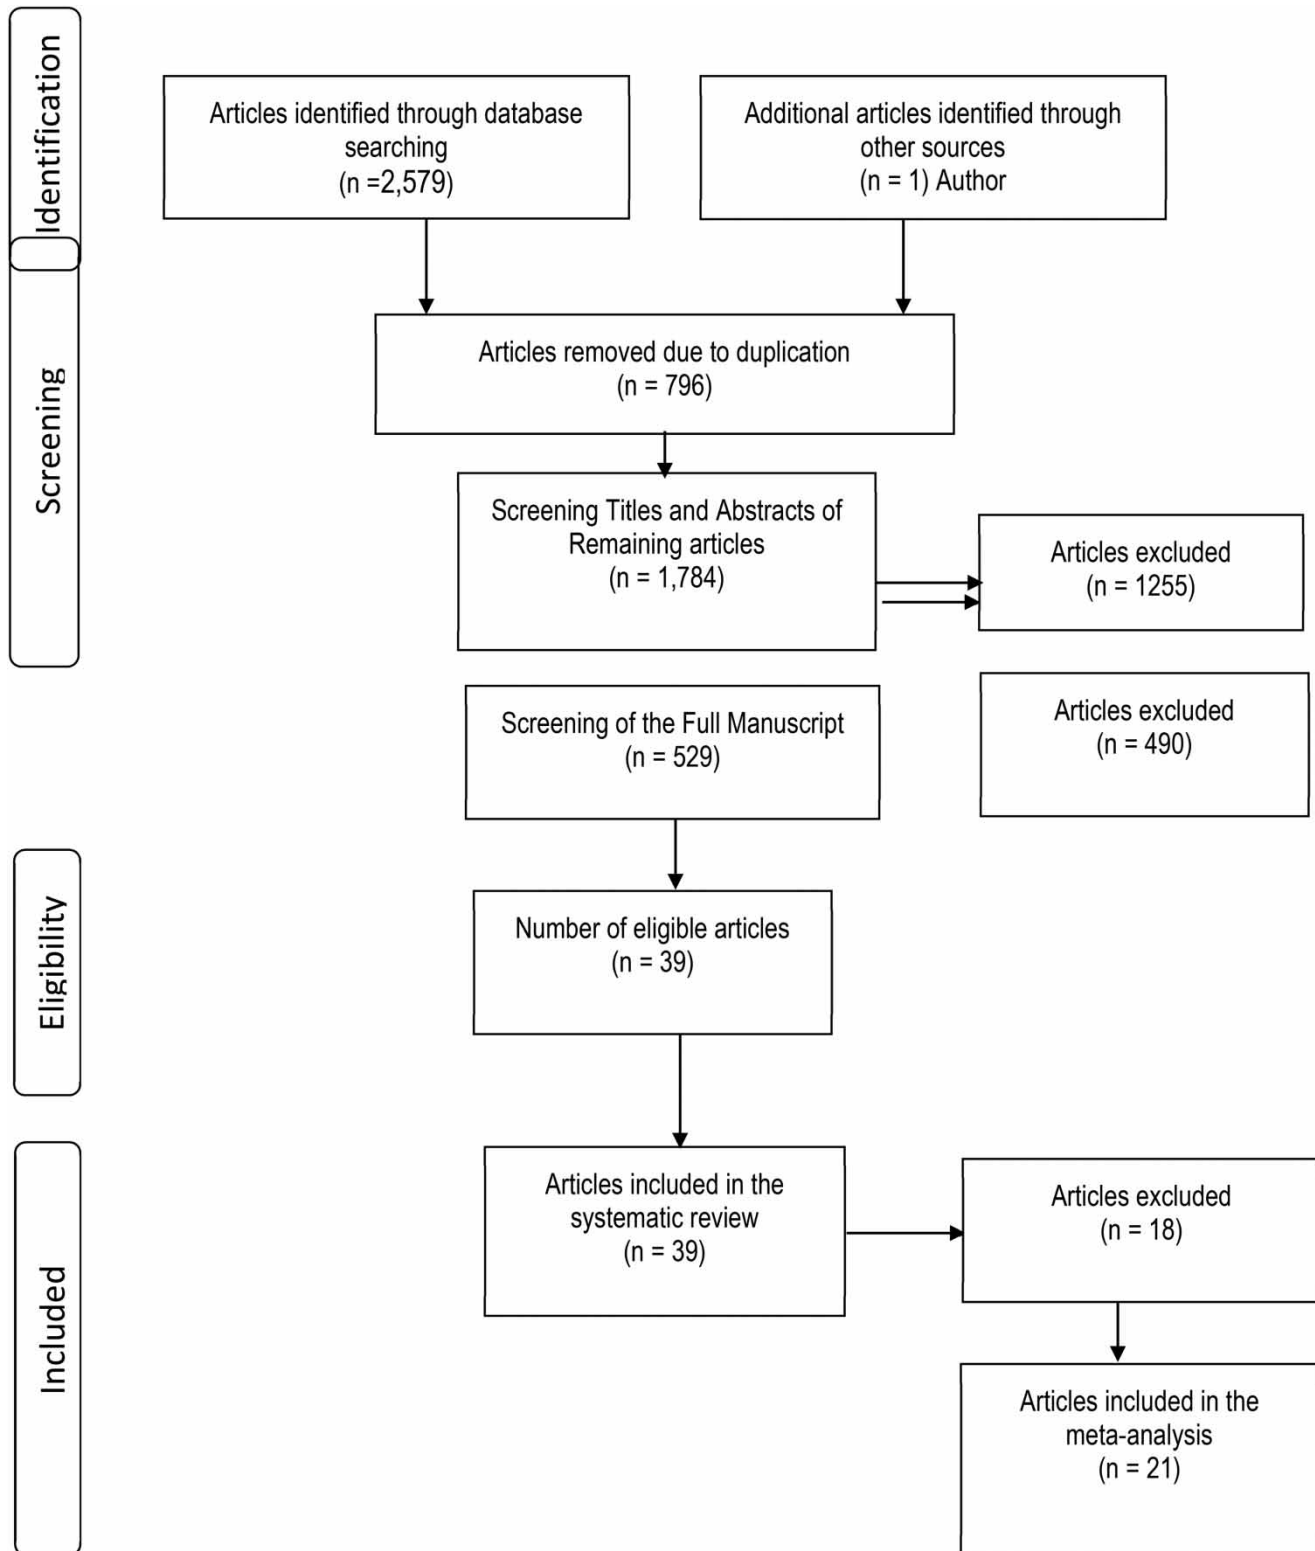 Identification
Articles identified through database
searching
(n =2,579)
Additional articles identified through
other sources
(n = 1) Author
Screening
Articles removed due to duplication
(n = 796)
Screening Titles and Abstracts of
Remaining articles
(n = 1,784)
Articles excluded
(n = 1255)
Screening of the Full Manuscript
(n = 529)
Articles excluded
(n = 490)
Eligibility
Number of eligible articles
(n = 39)
Included
Articles included in the
systematic review
(n = 39)
Articles excluded
(n = 18)
Articles included in the
meta-analysis
(n = 21)